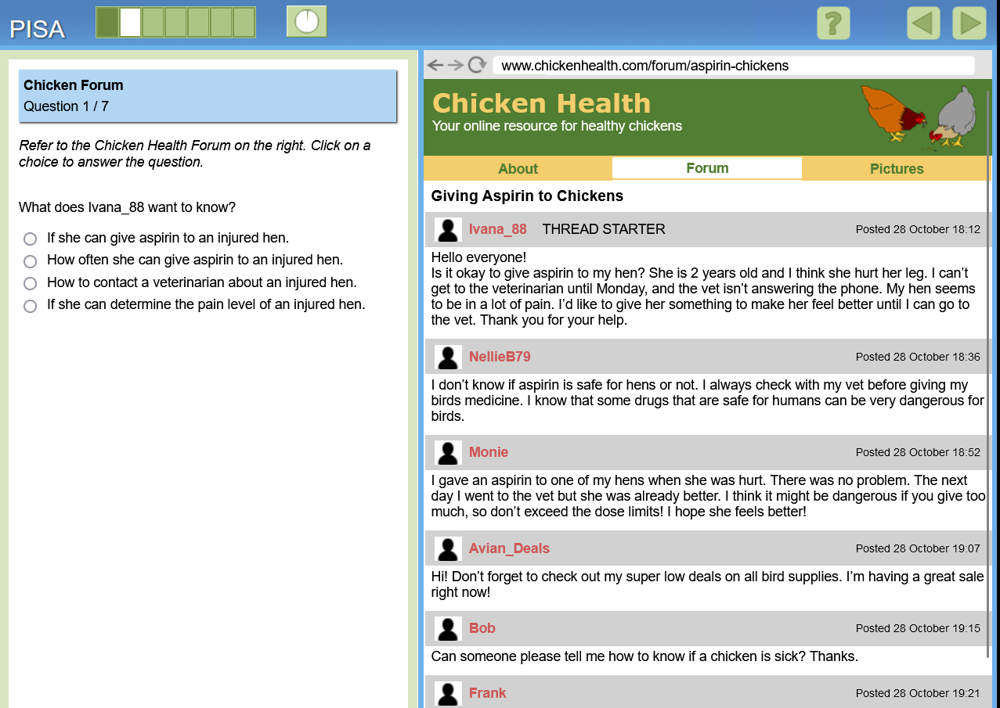 PISA
?
Chicken Forum
Question 1 / 7
Refer to the Chicken Health Forum on the right. Click on a
choice to answer the question.
What does Ivana_88 want to know?
If she can give aspirin to an injured hen.
How often she can give aspirin to an injured hen.
How to contact a veterinarian about an injured hen.
If she can determine the pain level of an injured hen.
www.chickenhealth.com/forum/aspirin-chickens
Chicken Health
Your online resource for healthy chickens
About Forum Pictures
Giving Aspirin to Chickens
Ivana_88 THREAD STARTER Posted 28 October 18:12
Hello everyone!
Is it okay to give aspirin to my hen? She is 2 years old and I think she hurt her leg. I can’t
get to the veterinarian until Monday, and the vet isn’t answering the phone. My hen seems
to be in a lot of pain. I’d like to give her something to make her feel better until I can go to
the vet. Thank you for your help.
NellieB79 Posted 28 October 18:36
I don’t know if aspirin is safe for hens or not. I always check with my vet before giving my
birds medicine. I know that some drugs that are safe for humans can be very dangerous for
birds.
Monie Posted 28 October 18:52
I gave an aspirin to one of my hens when she was hurt. There was no problem. The next
day I went to the vet but she was already better. I think it might be dangerous if you give too
much, so don’t exceed the dose limits! I hope she feels better!
Avian_Deals Posted 28 October 19:07
Hi! Don’t forget to check out my super low deals on all bird supplies. I’m having a great sale
right now!
Bob Posted 28 October 19:15
Can someone please tell me how to know if a chicken is sick? Thanks.
Frank Posted 28 October 19:21